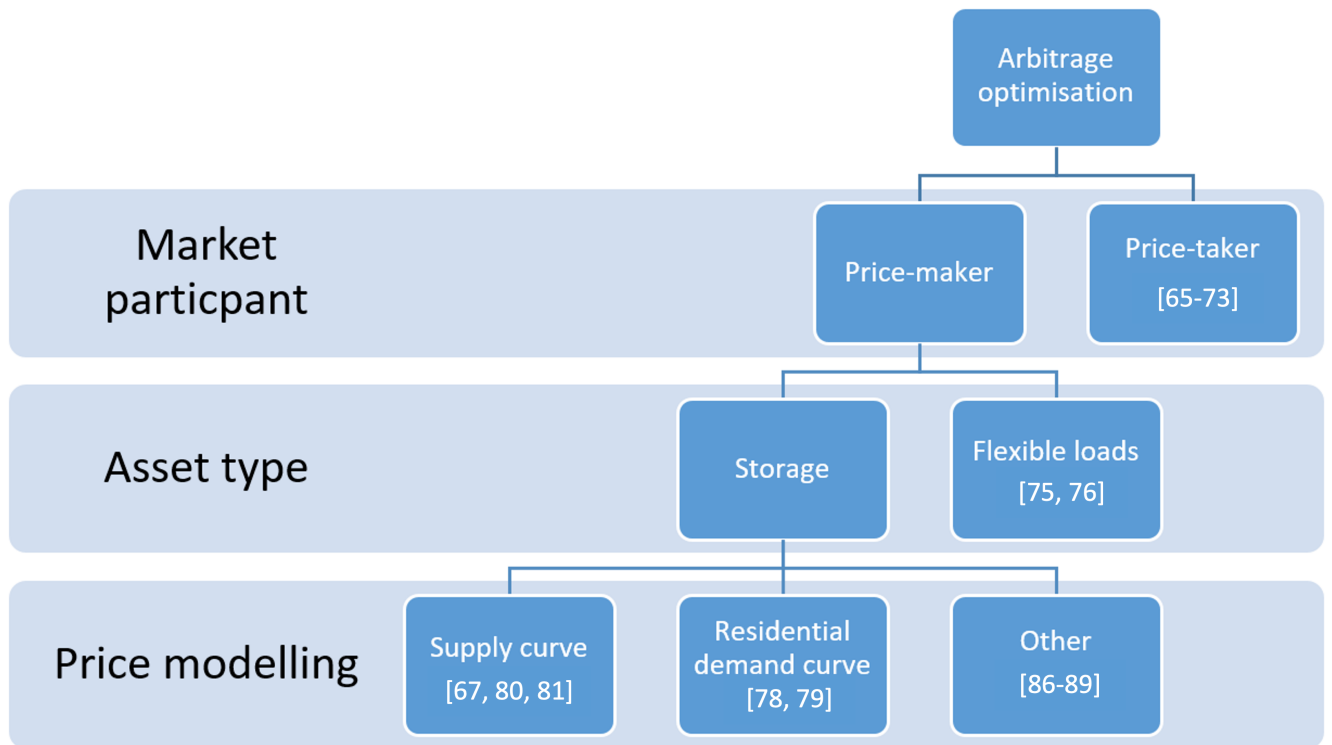 Arbitrage
optimisation
Market
particpant
Price-maker
Price-taker
[65-73]
Asset type
Storage
Flexible loads
[75, 76]
Price modelling
Supply curve
[67, 80, 81]
Residential
demand curve
[78, 79]
Other
[86-89]